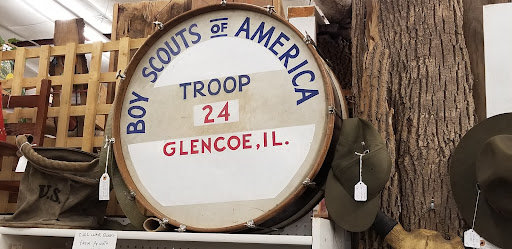 BOY SCOUTS OF AMERICA
TROOP
24
GLENCOE, IL.
U.S.